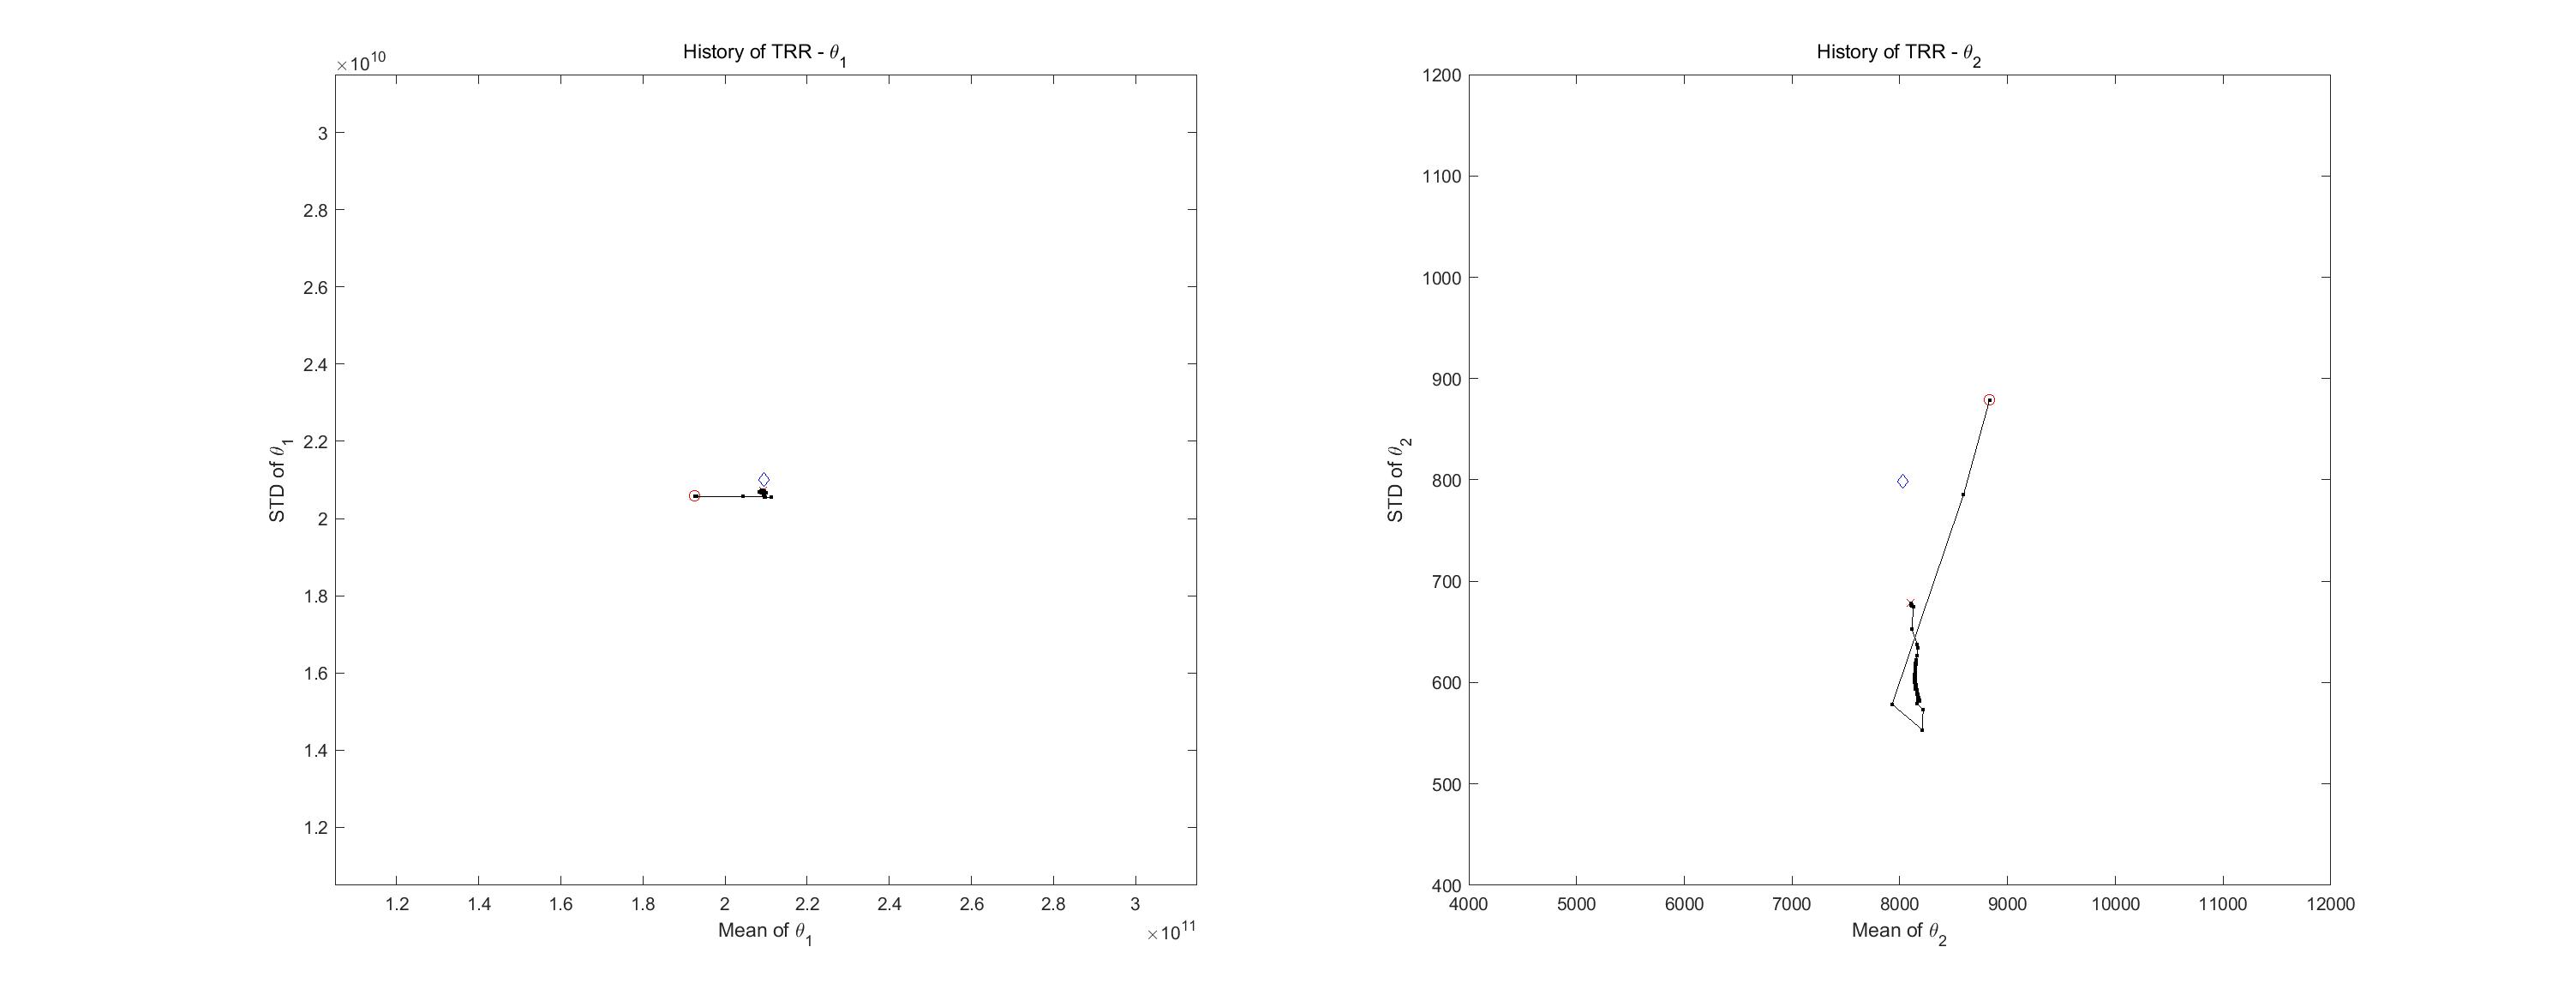 History of TRR - θ1
×10^10
3
2.8
2.6
2.4
2.2
2
1.8
1.6
1.4
1.2
STD of θ1
1.2 1.4 1.6 1.8 2 2.2 2.4 2.6 2.8 3
Mean of θ1
×10^11
History of TRR - θ2
1200
1100
1000
900
800
700
600
500
400
STD of θ2
4000 5000 6000 7000 8000 9000 10000 11000 12000
Mean of θ2